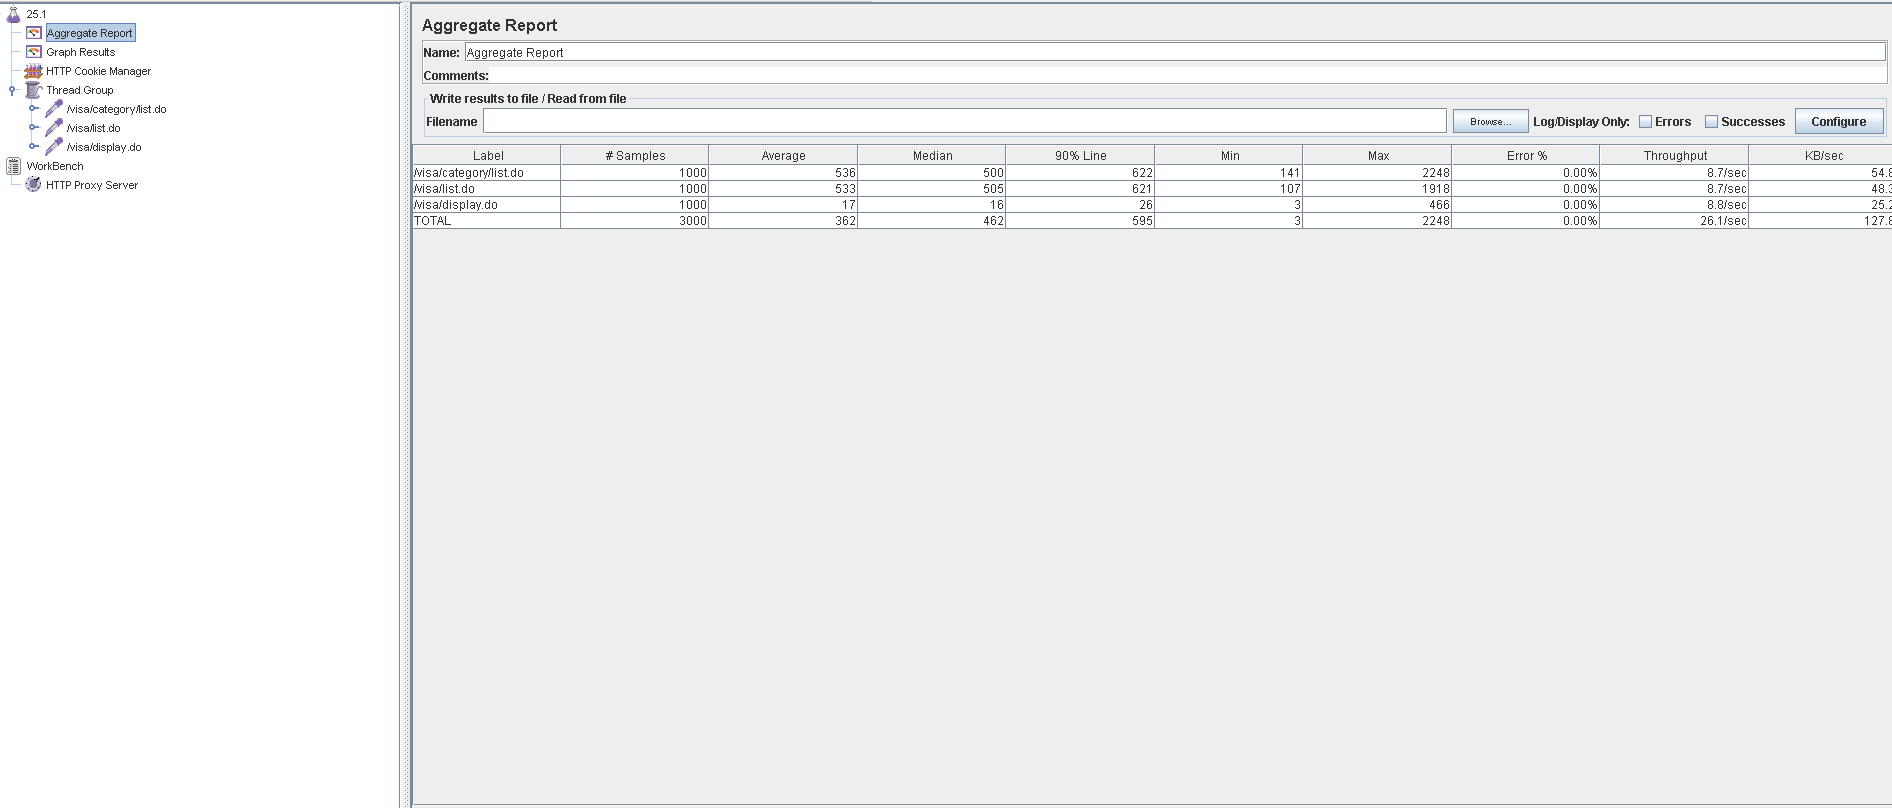 25.1
Aggregate Report
Graph Results
HTTP Cookie Manager
Thread Group
/visa/category/list.do
/visa/list.do
/visa/display.do
WorkBench
HTTP Proxy Server
Aggregate Report
Name: Aggregate Report
Comments:
Write results to file / Read from file
Filename Browse... Log/Display Only: Errors Successes Configure
Label # Samples Average Median 90% Line Min Max Error % Throughput KB/sec
/visa/category/list.do 1000 536 500 622 141 2248 0.00% 8.7/sec 54.8
/visa/list.do 1000 533 505 621 107 1918 0.00% 8.7/sec 48.3
/visa/display.do 1000 17 16 26 3 466 0.00% 8.8/sec 25.2
TOTAL 3000 362 462 595 3 2248 0.00% 26.1/sec 127.8